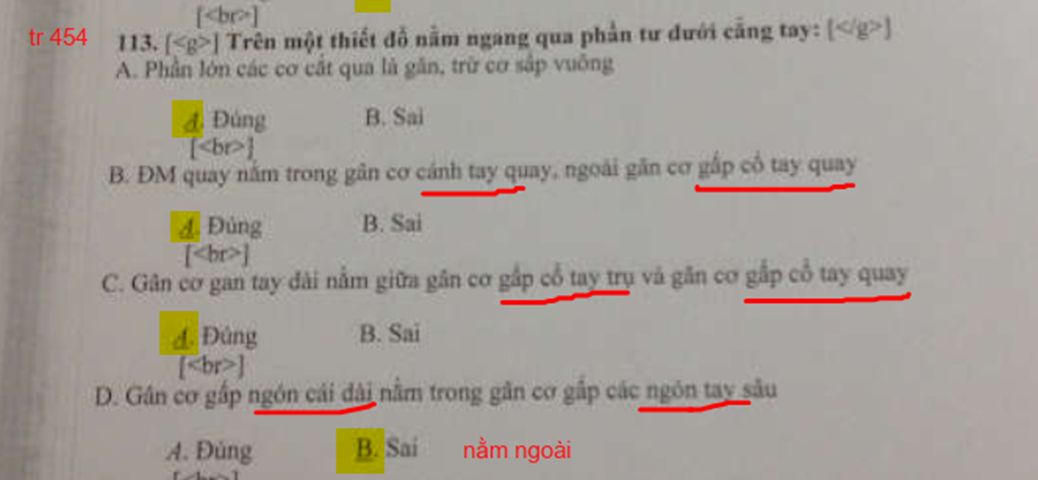 [<br>]
tr 454
113. [<g>] Trên một thiết đồ nằm ngang qua phần tư dưới cẳng tay: [</g>]
A. Phần lớn các cơ cắt qua là gân, trừ cơ sấp vuông
A. Đúng B. Sai
[<br>]
B. ĐM quay nằm trong gân cơ cánh tay quay, ngoài gân cơ gấp cổ tay quay
A. Đúng B. Sai
[<br>]
C. Gân cơ gan tay dài nằm giữa gân cơ gấp cổ tay trụ và gân cơ gấp cổ tay quay
A. Đúng B. Sai
[<br>]
D. Gân cơ gấp ngón cái dài nằm trong gân cơ gấp các ngón tay sâu
A. Đúng B. Sai nằm ngoài
[<br>]